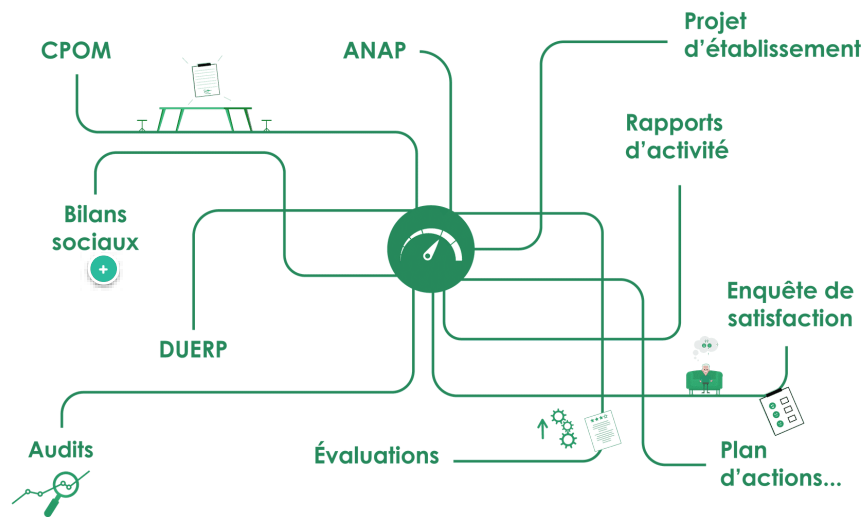 CPOM
ANAP
Projet
d'établissement
Rapports
d'activité
Bilans
sociaux
DUERP
Enquête de
satisfaction
Audits
Évaluations
Plan
d'actions...